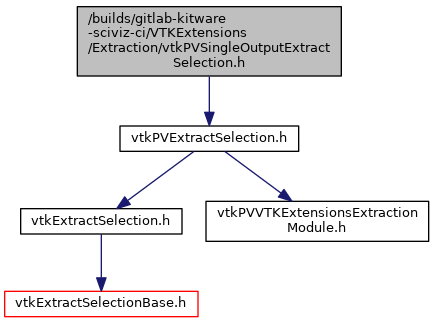 /builds/gitlab-kitware
-sciviz-ci/VTKExtensions
/Extraction/vtkPVSingleOutputExtract
Selection.h
vtkPVExtractSelection.h
vtkExtractSelection.h
vtkPVVTKExtensionsExtraction
Module.h
vtkExtractSelectionBase.h